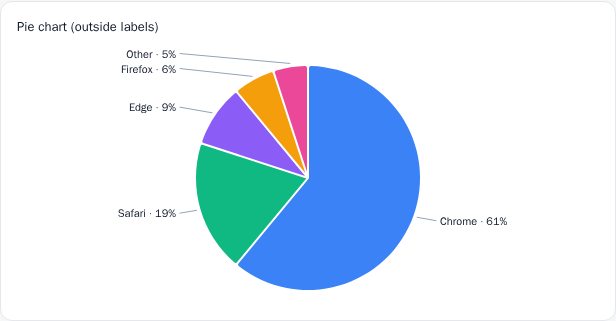 Pie chart (outside labels)
Other · 5%
Firefox · 6%
Edge · 9%
Safari · 19%
Chrome · 61%